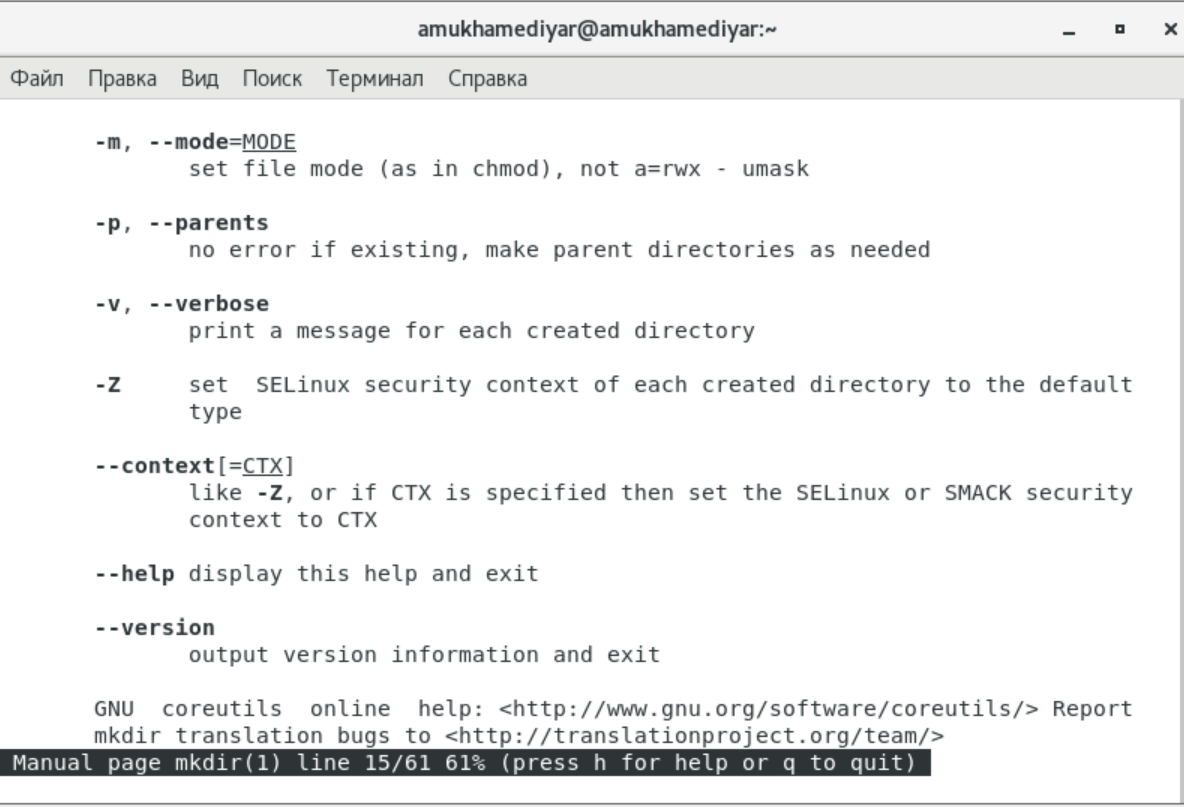 amukhamediyar@amukhamediyar:~
Файл Правка Вид Поиск Терминал Справка
-m, --mode=MODE
set file mode (as in chmod), not a=rwx - umask
-p, --parents
no error if existing, make parent directories as needed
-v, --verbose
print a message for each created directory
-Z set  SELinux security context of each created directory to the default
type
--context[=CTX]
like -Z, or if CTX is specified then set the SELinux or SMACK security
context to CTX
--help display this help and exit
--version
output version information and exit
GNU  coreutils  online  help: <http://www.gnu.org/software/coreutils/> Report
mkdir translation bugs to <http://translationproject.org/team/>
Manual page mkdir(1) line 15/61 61% (press h for help or q to quit)